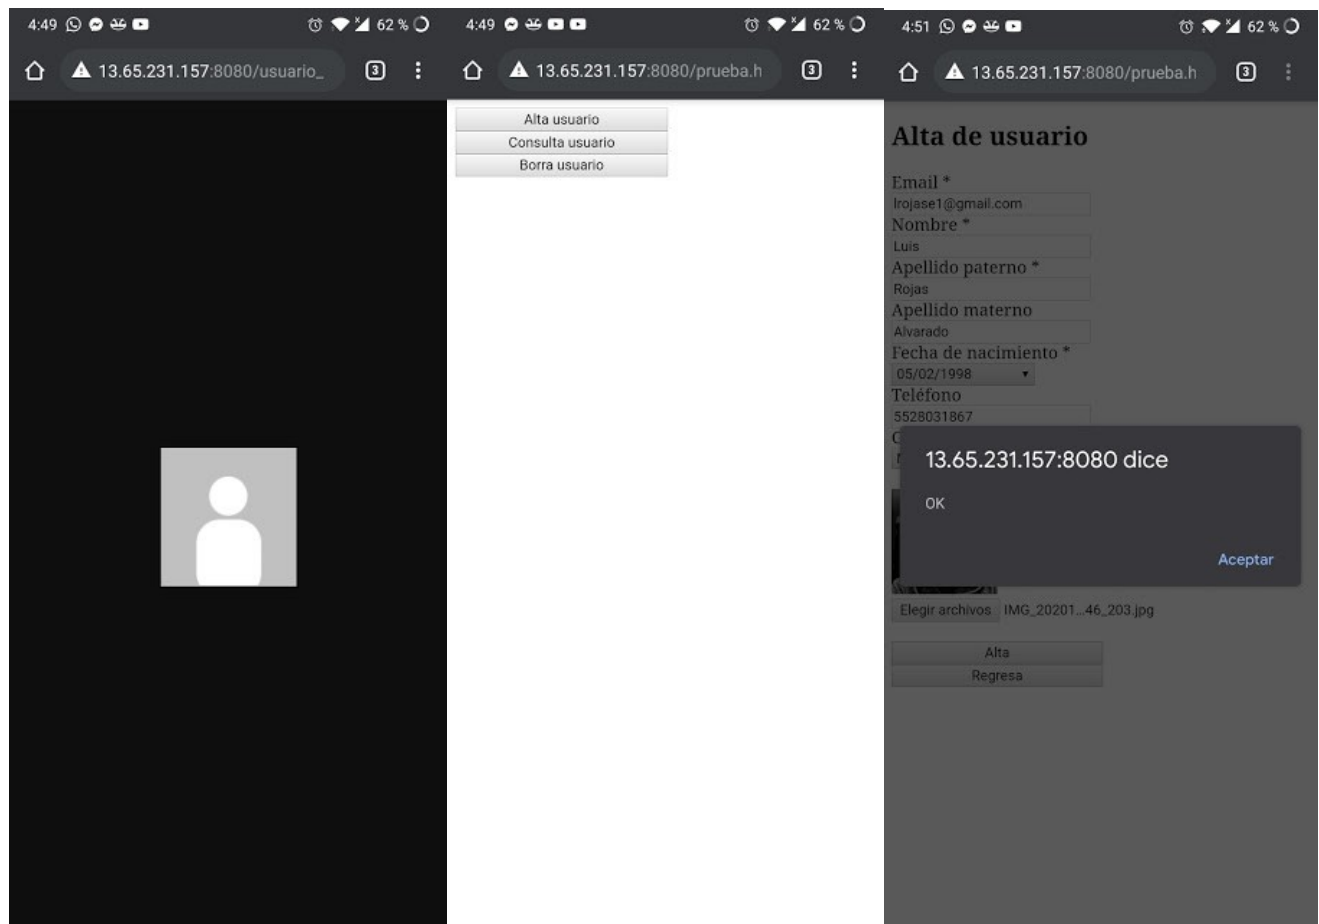 4:49 62 %
13.65.231.157:8080/usuario_ 3
4:49 62 %
13.65.231.157:8080/prueba.h 3
Alta usuario
Consulta usuario
Borra usuario
4:51 62 %
13.65.231.157:8080/prueba.h 3
Alta de usuario
Email *
lrojase1@gmail.com
Nombre *
Luis
Apellido paterno *
Rojas
Apellido materno
Alvarado
Fecha de nacimiento *
05/02/1998
Teléfono
5528031867
13.65.231.157:8080 dice
OK
Aceptar
Elegir archivos IMG_20201...46_203.jpg
Alta
Regresa